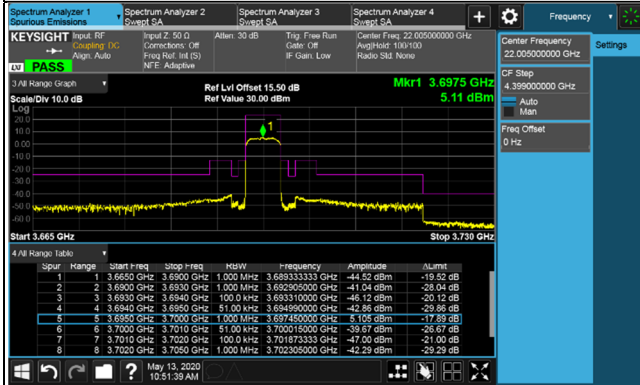 Spectrum Analyzer 1
Spurious Emissions
Spectrum Analyzer 2
Swept SA
Spectrum Analyzer 3
Swept SA
Spectrum Analyzer 4
Swept SA
+
Frequency
KEYSIGHT
Input: RF
Coupling: DC
Align: Auto
Input Z: 50 Ω
Corrections: Off
Freq Ref: Int (S)
NFE: Adaptive
Atten: 30 dB
Trig: Free Run
Gate: Off
IF Gain: Low
Center Freq: 22.005000000 GHz
Avg|Hold: 100/100
Radio Std: None
LXI PASS
Center Frequency
22.005000000 GHz
Settings
CF Step
4.399000000 GHz
Auto
Man
Freq Offset
0 Hz
3 All Range Graph
Scale/Div 10.0 dB
Ref Lvl Offset 15.50 dB
Ref Value 30.00 dBm
Mkr1 3.6975 GHz
5.11 dBm
Log
20.0
10.0
0.00
-10.0
-20.0
-30.0
-40.0
-50.0
-60.0
1
Start 3.665 GHz
Stop 3.730 GHz
4 All Range Table
Spur Range Start Freq Stop Freq RBW Frequency Amplitude ΔLimit
1 1 3.6650 GHz 3.6900 GHz 1.000 MHz 3.689333333 GHz -44.52 dBm -19.52 dB
2 2 3.6900 GHz 3.6930 GHz 1.000 MHz 3.692905000 GHz -41.04 dBm -28.04 dB
3 3 3.6930 GHz 3.6940 GHz 100.0 kHz 3.693310000 GHz -46.12 dBm -20.12 dB
4 4 3.6940 GHz 3.6950 GHz 51.00 kHz 3.694990000 GHz -42.86 dBm -29.86 dB
5 5 3.6950 GHz 3.7000 GHz 1.000 MHz 3.697450000 GHz 5.105 dBm -17.89 dB
6 6 3.7000 GHz 3.7010 GHz 51.00 kHz 3.700015000 GHz -39.67 dBm -26.67 dB
7 7 3.7010 GHz 3.7020 GHz 100.0 kHz 3.701873333 GHz -47.00 dBm -21.00 dB
8 8 3.7020 GHz 3.7050 GHz 1.000 MHz 3.702305000 GHz -42.29 dBm -29.29 dB
?
May 13, 2020
10:51:39 AM